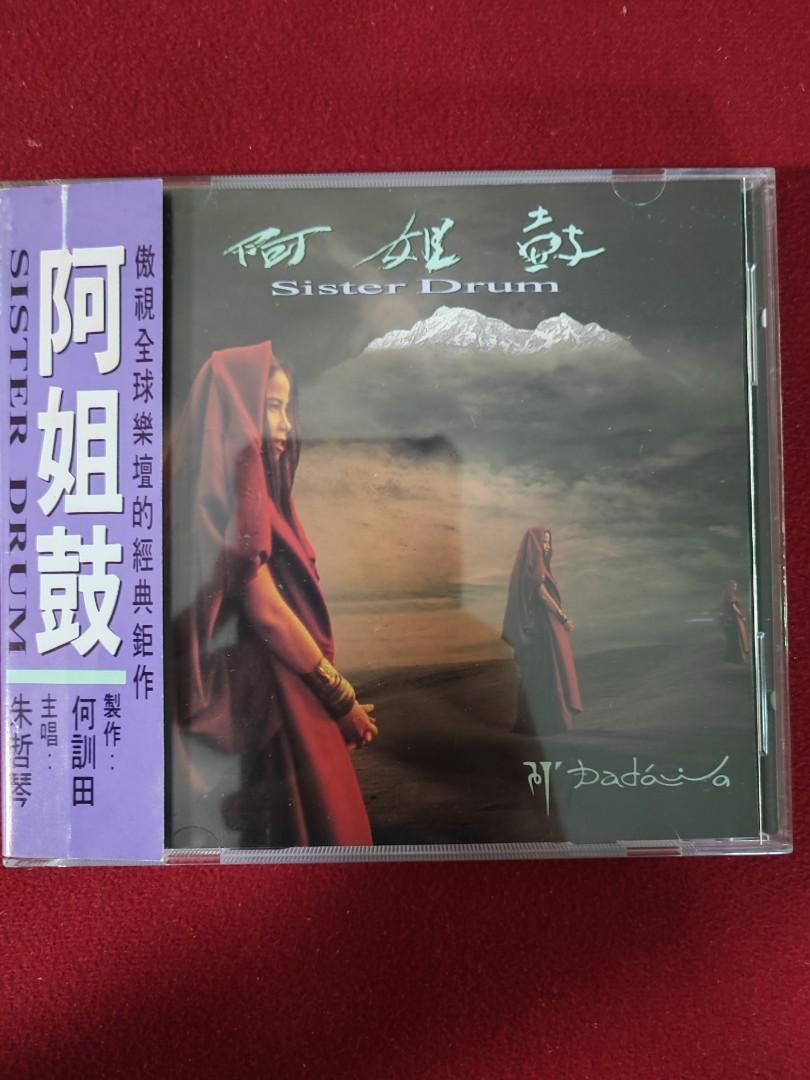 傲視全球樂壇的經典鉅作
阿姐鼓
SISTER DRUM
製作：
何訓田
主唱：
朱哲琴
阿姐鼓
Sister Drum
Dadáwa